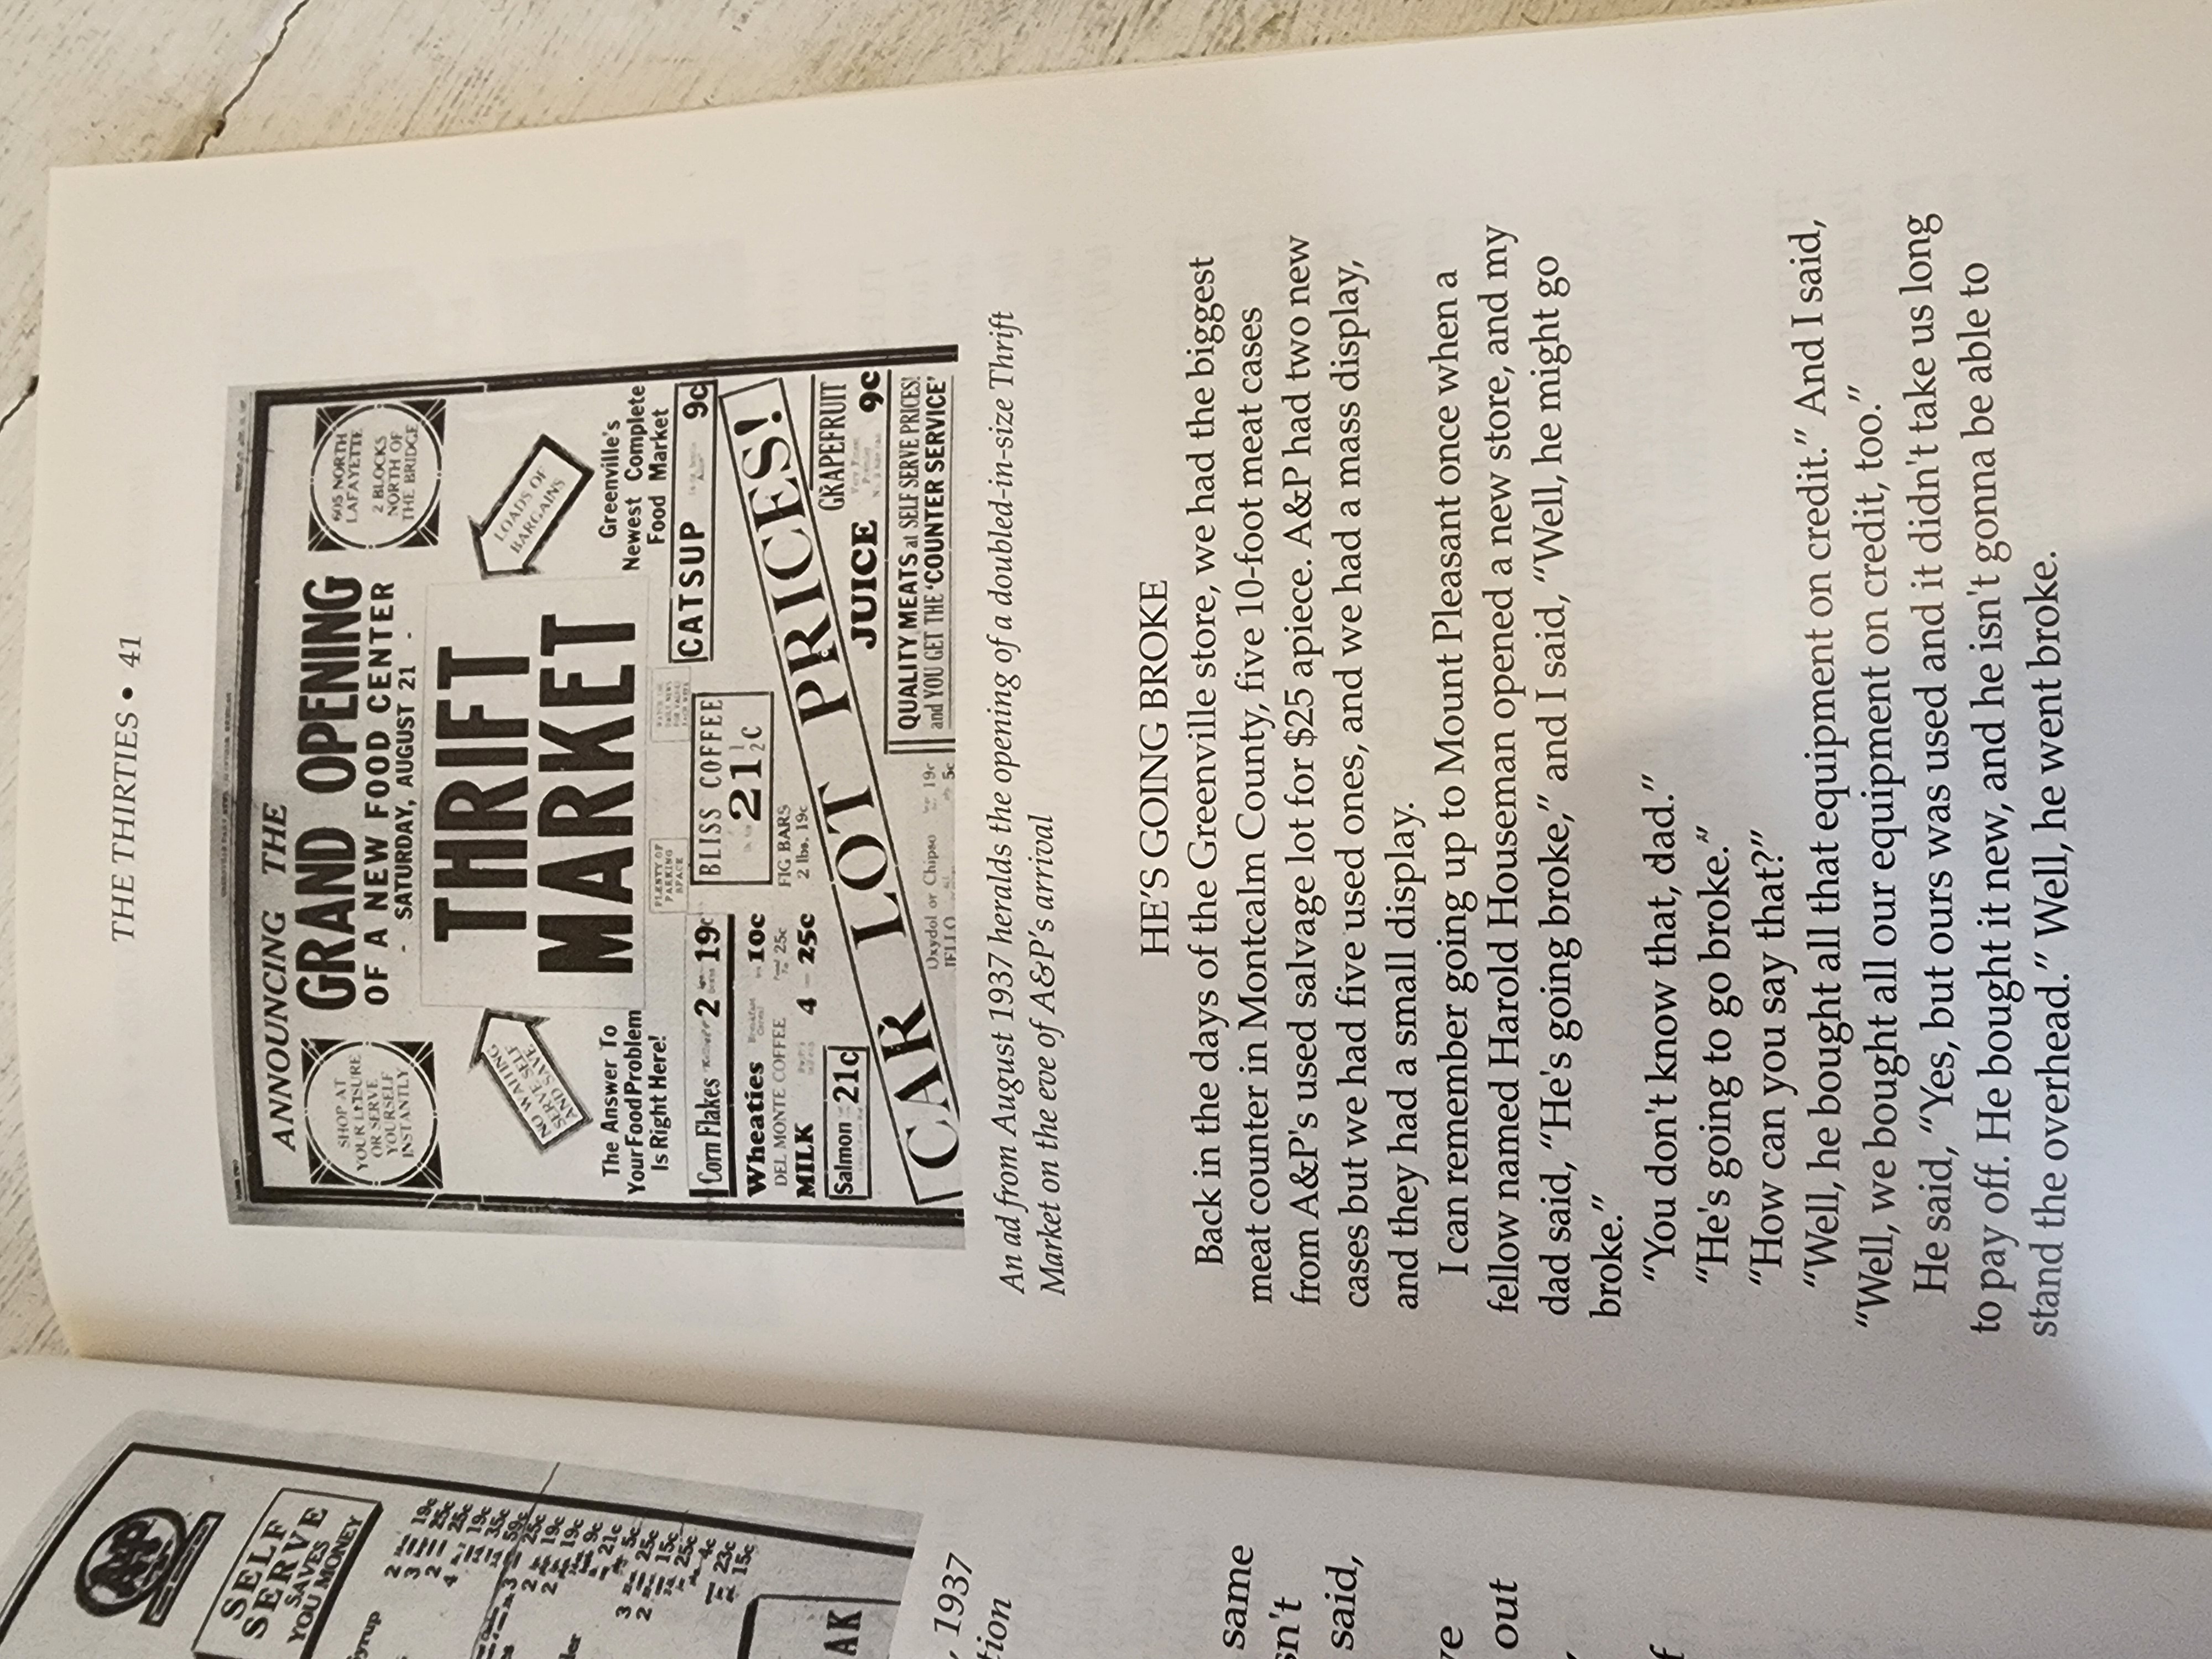 THE THIRTIES • 41
ANNOUNCING THE
GRAND OPENING
OF A NEW FOOD CENTER
- SATURDAY, AUGUST 21 -
SHOP AT
YOUR LEISURE
OR SERVE
YOURSELF
INSTANTLY
605 NORTH
LAFAYETTE
2 BLOCKS
NORTH OF
THE BRIDGE
THRIFT
MARKET
NO WAITING
SERVE SELF
AND SAVE
LOADS OF
BARGAINS
The Answer To
Your Food Problem
Is Right Here!
PLENTY OF
PARKING
SPACE
Greenville's
Newest Complete
Food Market
Corn Flakes 2 19c
Wheaties 10c
DEL MONTE COFFEE 25c
MILK 4 25c
Salmon 21c
BLISS COFFEE
21½c
FIG BARS
2 lbs. 19c
CATSUP 9c
CAR LOT PRICES!
GRAPEFRUIT
JUICE 9c
Oxydol or Chipso 19c
JELLO 5c
QUALITY MEATS at SELF SERVE PRICES!
and YOU GET THE 'COUNTER SERVICE'
An ad from August 1937 heralds the opening of a doubled-in-size Thrift
Market on the eve of A&P's arrival
HE'S GOING BROKE
Back in the days of the Greenville store, we had the biggest
meat counter in Montcalm County, five 10-foot meat cases
from A&P's used salvage lot for $25 apiece. A&P had two new
cases but we had five used ones, and we had a mass display,
and they had a small display.
I can remember going up to Mount Pleasant once when a
fellow named Harold Houseman opened a new store, and my
dad said, “He's going broke,” and I said, “Well, he might go
broke.”
“You don't know that, dad.”
“He's going to go broke.”
“How can you say that?”
“Well, he bought all that equipment on credit.” And I said,
“Well, we bought all our equipment on credit, too.”
He said, “Yes, but ours was used and it didn't take us long
to pay off. He bought it new, and he isn't gonna be able to
stand the overhead.” Well, he went broke.
A&P
SELF
SERVE
SAVES
YOU MONEY
, 1937
same
said,
out